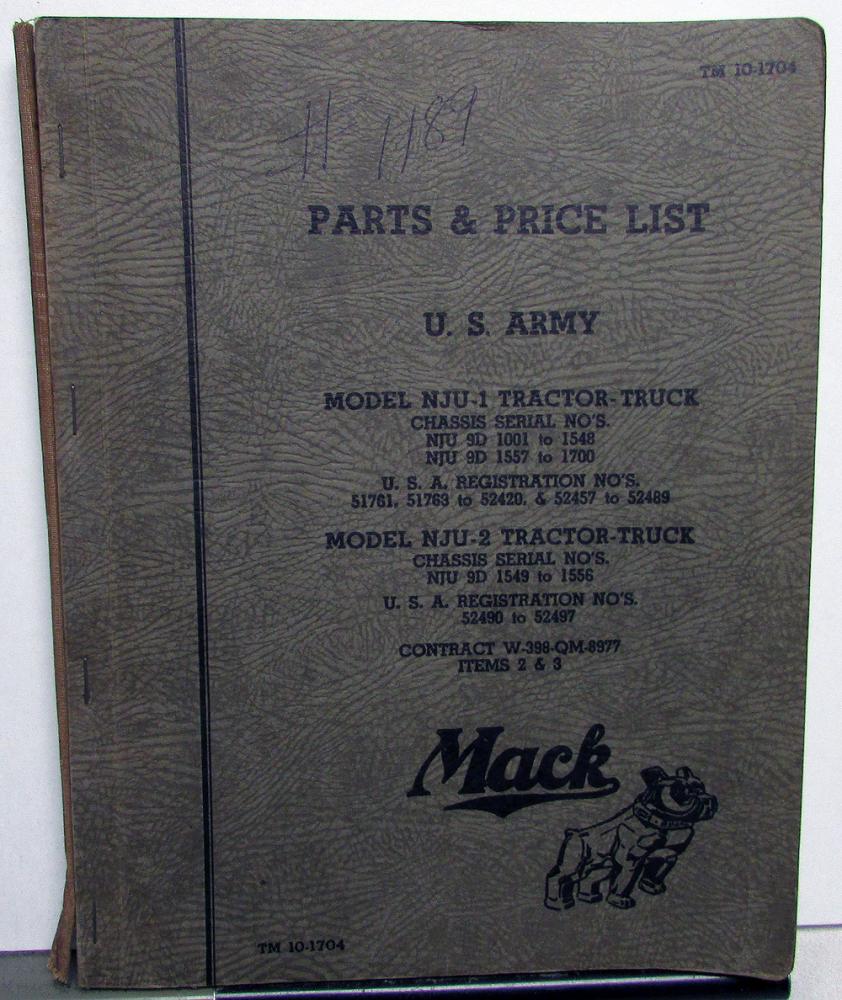 TM 10-1704
# 1189
PARTS & PRICE LIST
U. S. ARMY
MODEL NJU-1 TRACTOR-TRUCK
CHASSIS SERIAL NO'S.
NJU 9D 1001 to 1548
NJU 9D 1557 to 1700
U. S. A. REGISTRATION NO'S.
51761, 51763 to 52420, & 52457 to 52489
MODEL NJU-2 TRACTOR-TRUCK
CHASSIS SERIAL NO'S.
NJU 9D 1549 to 1556
U. S. A. REGISTRATION NO'S.
52490 to 52497
CONTRACT W-398-QM-8977
ITEMS 2 & 3
Mack
TM 10-1704